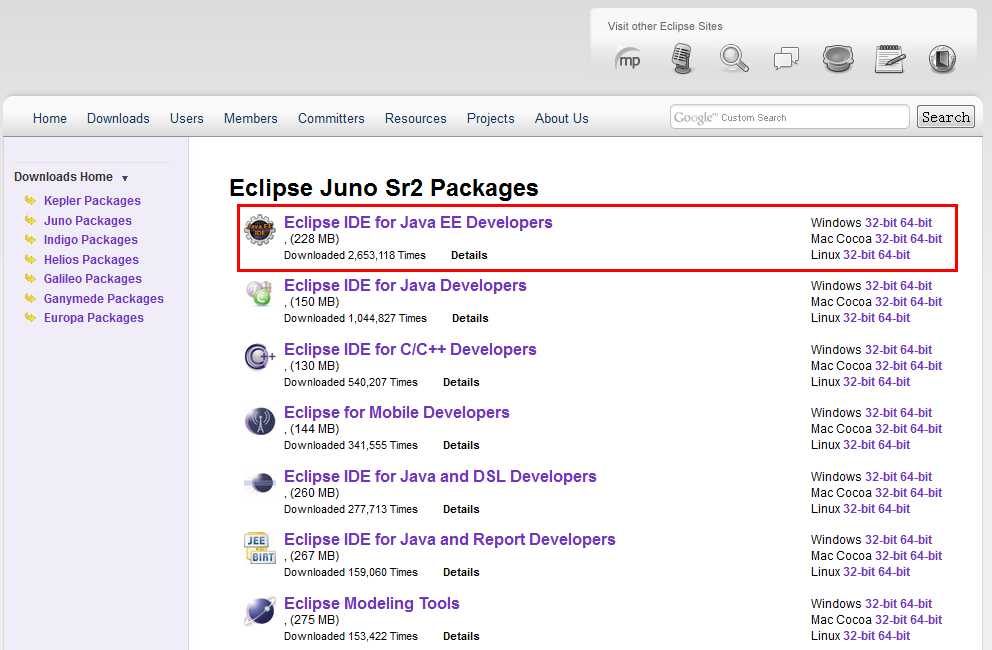 Visit other Eclipse Sites
mp
Home Downloads Users Members Committers Resources Projects About Us Google™ Custom Search Search
Downloads Home
Kepler Packages
Juno Packages
Indigo Packages
Helios Packages
Galileo Packages
Ganymede Packages
Europa Packages
Eclipse Juno Sr2 Packages
Java EE
IDE
Eclipse IDE for Java EE Developers
, (228 MB)
Downloaded 2,653,118 Times Details
Windows 32-bit 64-bit
Mac Cocoa 32-bit 64-bit
Linux 32-bit 64-bit
Eclipse IDE for Java Developers
, (150 MB)
Downloaded 1,044,827 Times Details
Windows 32-bit 64-bit
Mac Cocoa 32-bit 64-bit
Linux 32-bit 64-bit
C++
Eclipse IDE for C/C++ Developers
, (130 MB)
Downloaded 540,207 Times Details
Windows 32-bit 64-bit
Mac Cocoa 32-bit 64-bit
Linux 32-bit 64-bit
Eclipse for Mobile Developers
, (144 MB)
Downloaded 341,555 Times Details
Windows 32-bit 64-bit
Mac Cocoa 32-bit 64-bit
Linux 32-bit 64-bit
Eclipse IDE for Java and DSL Developers
, (260 MB)
Downloaded 277,713 Times Details
Windows 32-bit 64-bit
Mac Cocoa 32-bit 64-bit
Linux 32-bit 64-bit
JEE
BIRT
Eclipse IDE for Java and Report Developers
, (267 MB)
Downloaded 159,060 Times Details
Windows 32-bit 64-bit
Mac Cocoa 32-bit 64-bit
Linux 32-bit 64-bit
Eclipse Modeling Tools
, (275 MB)
Downloaded 153,422 Times Details
Windows 32-bit 64-bit
Mac Cocoa 32-bit 64-bit
Linux 32-bit 64-bit